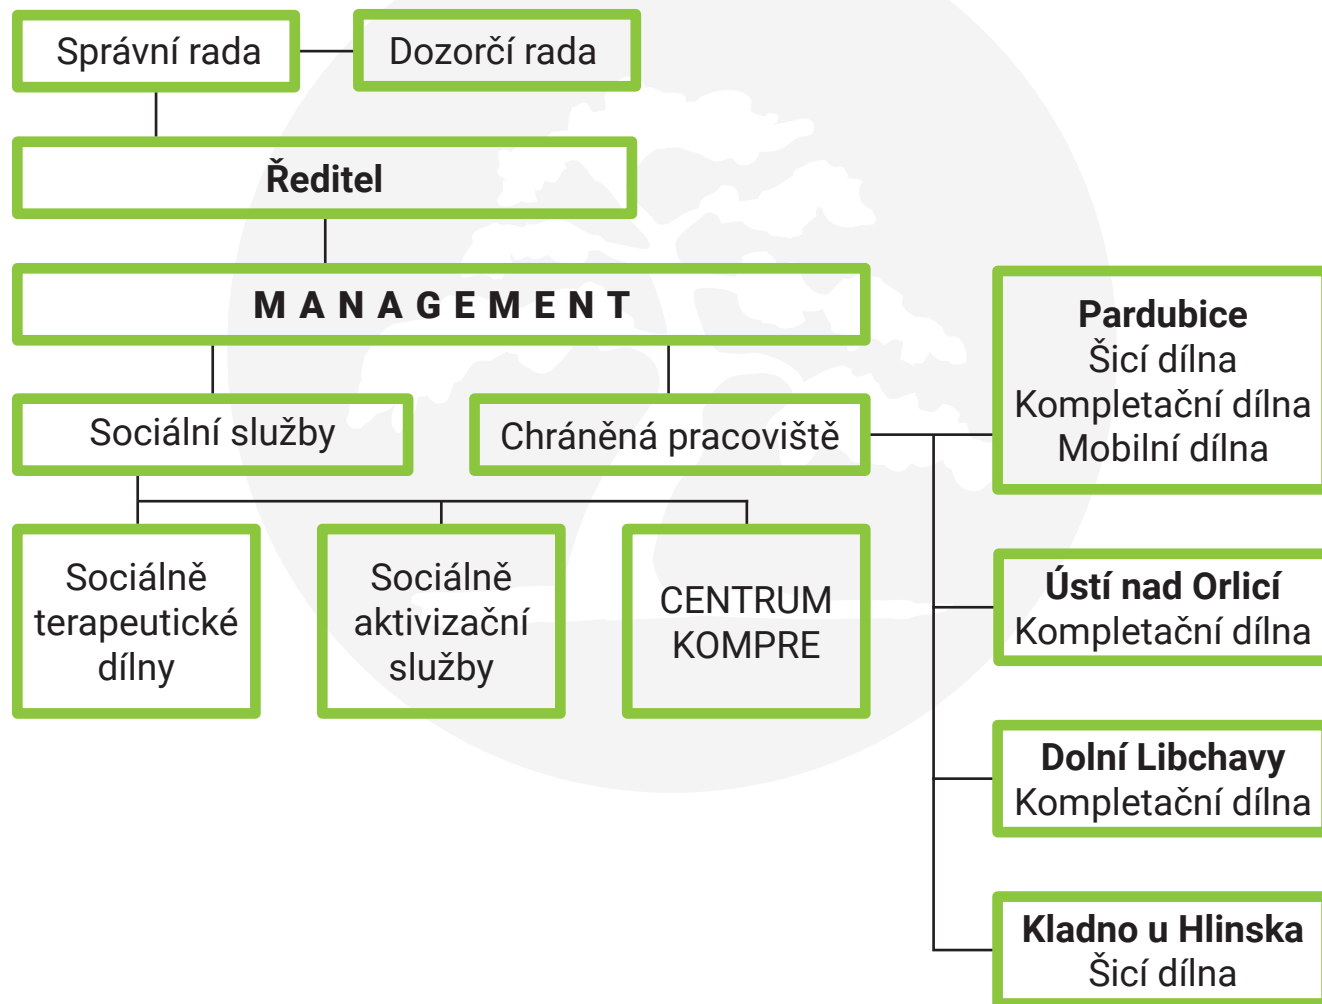 Správní rada
Dozorčí rada
Ředitel
MANAGEMENT
Sociální služby
Chráněná pracoviště
Sociálně
terapeutické
dílny
Sociálně
aktivizační
služby
CENTRUM
KOMPRE
Pardubice
Šicí dílna
Kompletační dílna
Mobilní dílna
Ústí nad Orlicí
Kompletační dílna
Dolní Libchavy
Kompletační dílna
Kladno u Hlinska
Šicí dílna